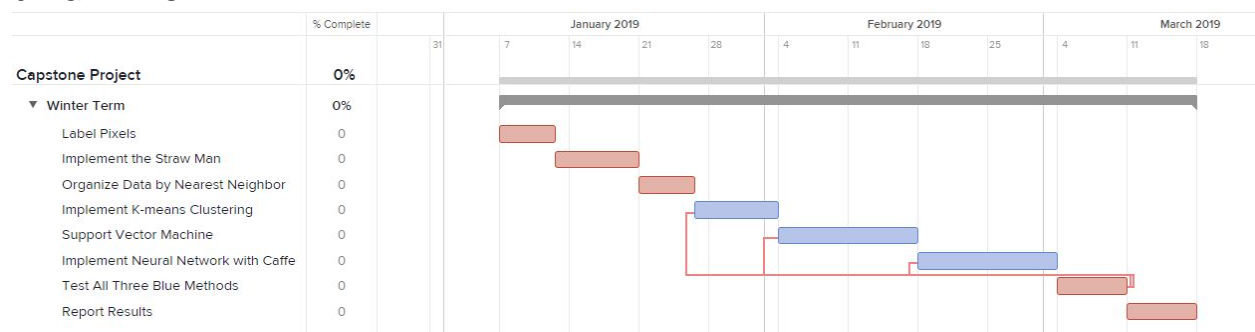 % Complete January 2019 February 2019 March 2019
31 7 14 21 28 4 11 18 25 4 11 18
Capstone Project 0%
Winter Term 0%
Label Pixels 0
Implement the Straw Man 0
Organize Data by Nearest Neighbor 0
Implement K-means Clustering 0
Support Vector Machine 0
Implement Neural Network with Caffe 0
Test All Three Blue Methods 0
Report Results 0